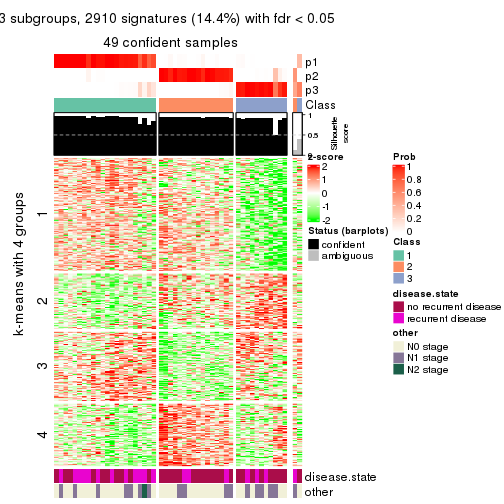 3 subgroups, 2910 signatures (14.4%) with fdr < 0.05
49 confident samples
p1
p2
p3
Class
1
0.5
0
Silhouette
score
k-means with 4 groups
1
2
3
4
z-score
2
1
0
-1
-2
Status (barplots)
confident
ambiguous
Prob
1
0.8
0.6
0.4
0.2
0
Class
1
2
3
disease.state
no recurrent disease
recurrent disease
other
N0 stage
N1 stage
N2 stage
disease.state
other